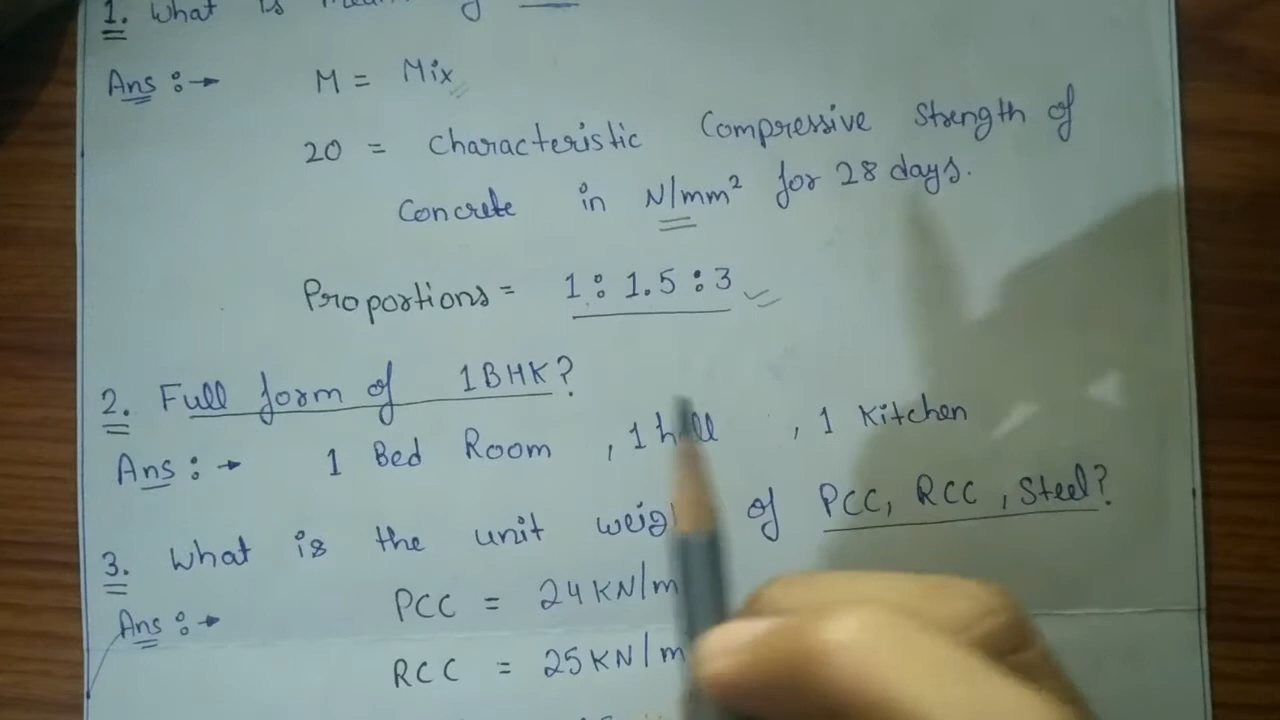 1. What is
Ans :→ M = Mix
20 = Characteristic Compressive Strength of
Concrete in N/mm² for 28 days.
Proportions = 1 : 1.5 : 3
2. Full form of 1BHK?
Ans :→ 1 Bed Room , 1 hall , 1 Kitchen
3. What is the unit of PCC, RCC , Steel?
Ans :→ PCC = 24 KN/m
RCC = 25 KN/m